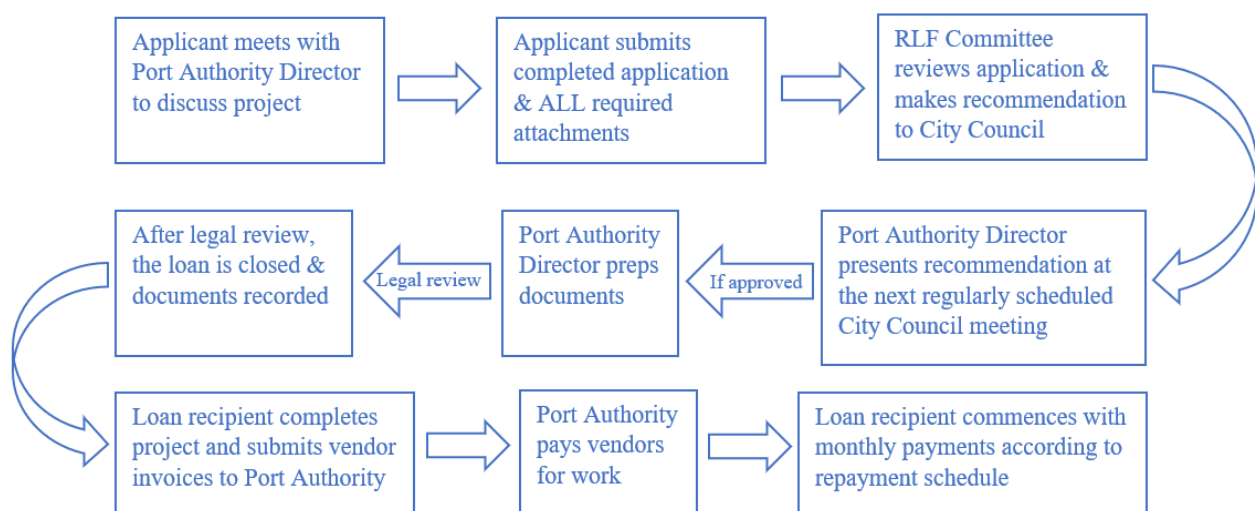 Applicant meets with
Port Authority Director
to discuss project
Applicant submits
completed application
& ALL required
attachments
RLF Committee
reviews application &
makes recommendation
to City Council
Port Authority Director
presents recommendation at
the next regularly scheduled
City Council meeting
If approved
Port Authority
Director preps
documents
Legal review
After legal review,
the loan is closed &
documents recorded
Loan recipient completes
project and submits vendor
invoices to Port Authority
Port Authority
pays vendors
for work
Loan recipient commences with
monthly payments according to
repayment schedule